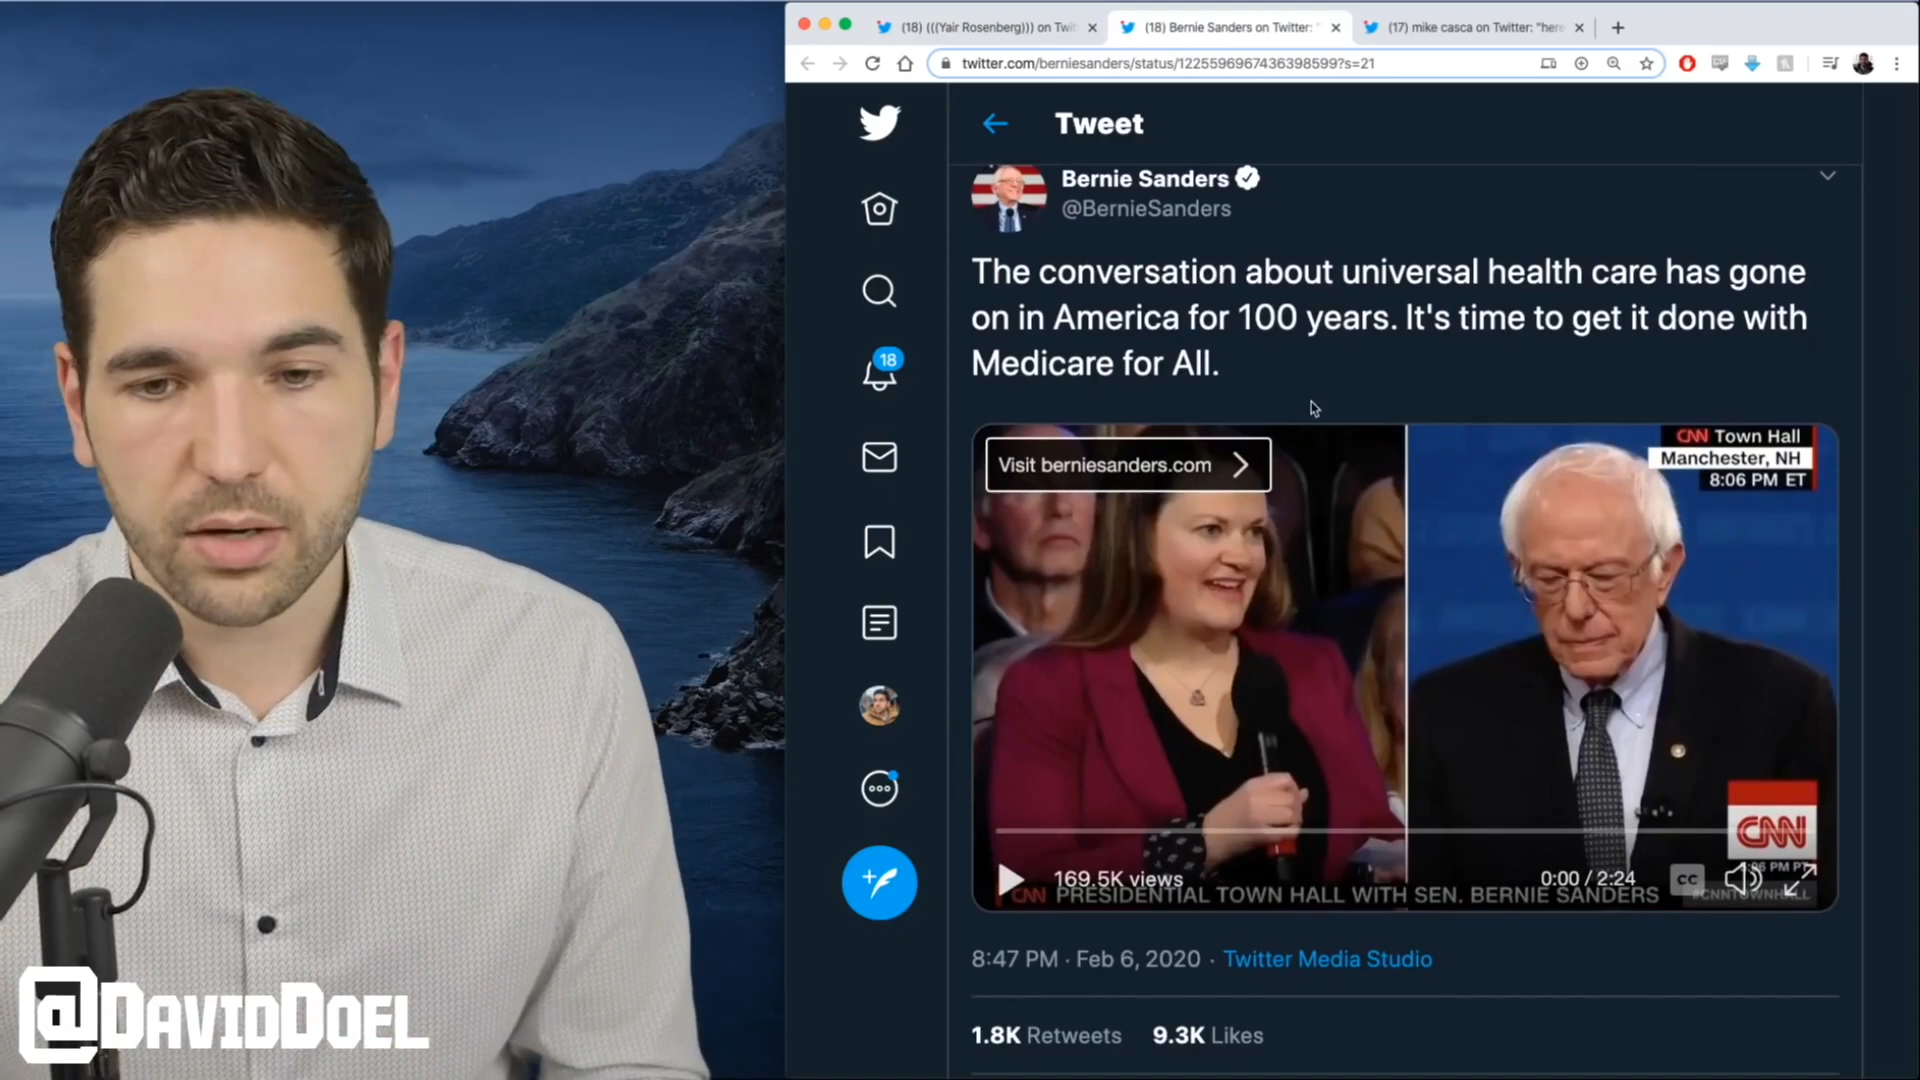 (18) (((Yair Rosenberg))) on Twit
(18) Bernie Sanders on Twitter: "
(17) mike casca on Twitter: "here
twitter.com/berniesanders/status/1225596967436398599?s=21
Tweet
Bernie Sanders
@BernieSanders
18
The conversation about universal health care has gone
on in America for 100 years. It's time to get it done with
Medicare for All.
Visit berniesanders.com
CNN Town Hall
Manchester, NH
8:06 PM ET
CNN
169.5K views
0:00 / 2:24
CC
CNN PRESIDENTIAL TOWN HALL WITH SEN. BERNIE SANDERS
#CNNTOWNHALL
8:47 PM · Feb 6, 2020 · Twitter Media Studio
1.8K Retweets 9.3K Likes
@DAVIDDOEL